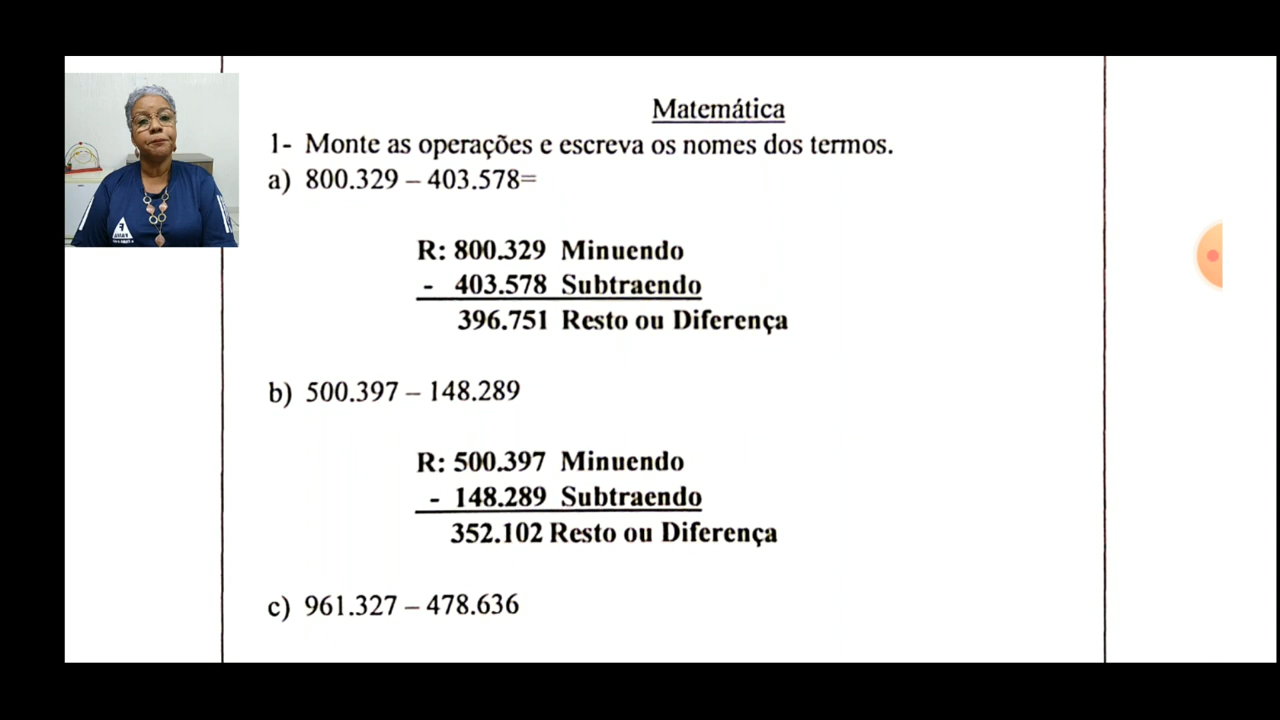 Matemática
1- Monte as operações e escreva os nomes dos termos.
a) 800.329 – 403.578=
R: 800.329 Minuendo
- 403.578 Subtraendo
396.751 Resto ou Diferença
b) 500.397 – 148.289
R: 500.397 Minuendo
- 148.289 Subtraendo
352.102 Resto ou Diferença
c) 961.327 – 478.636